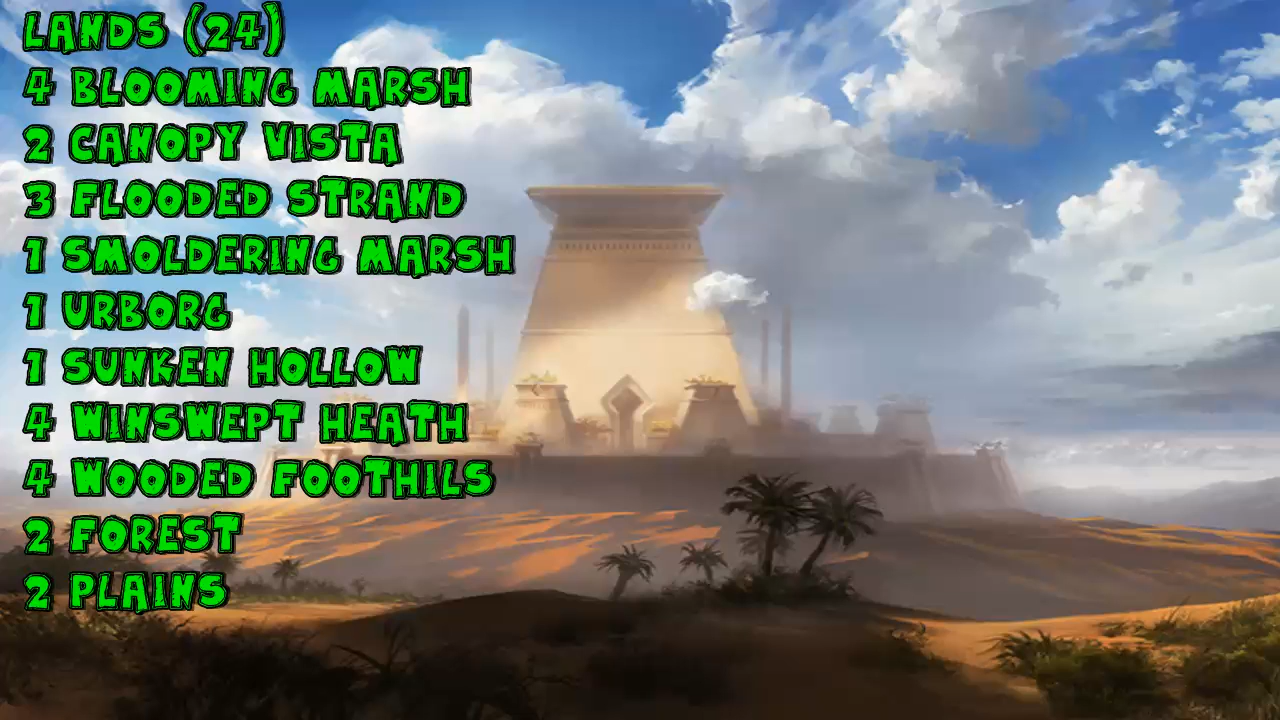 LANDS (24)
4 BLOOMING MARSH
2 CANOPY VISTA
3 FLOODED STRAND
1 SMOLDERING MARSH
1 URBORG
1 SUNKEN HOLLOW
4 WINSWEPT HEATH
4 WOODED FOOTHILS
2 FOREST
2 PLAINS